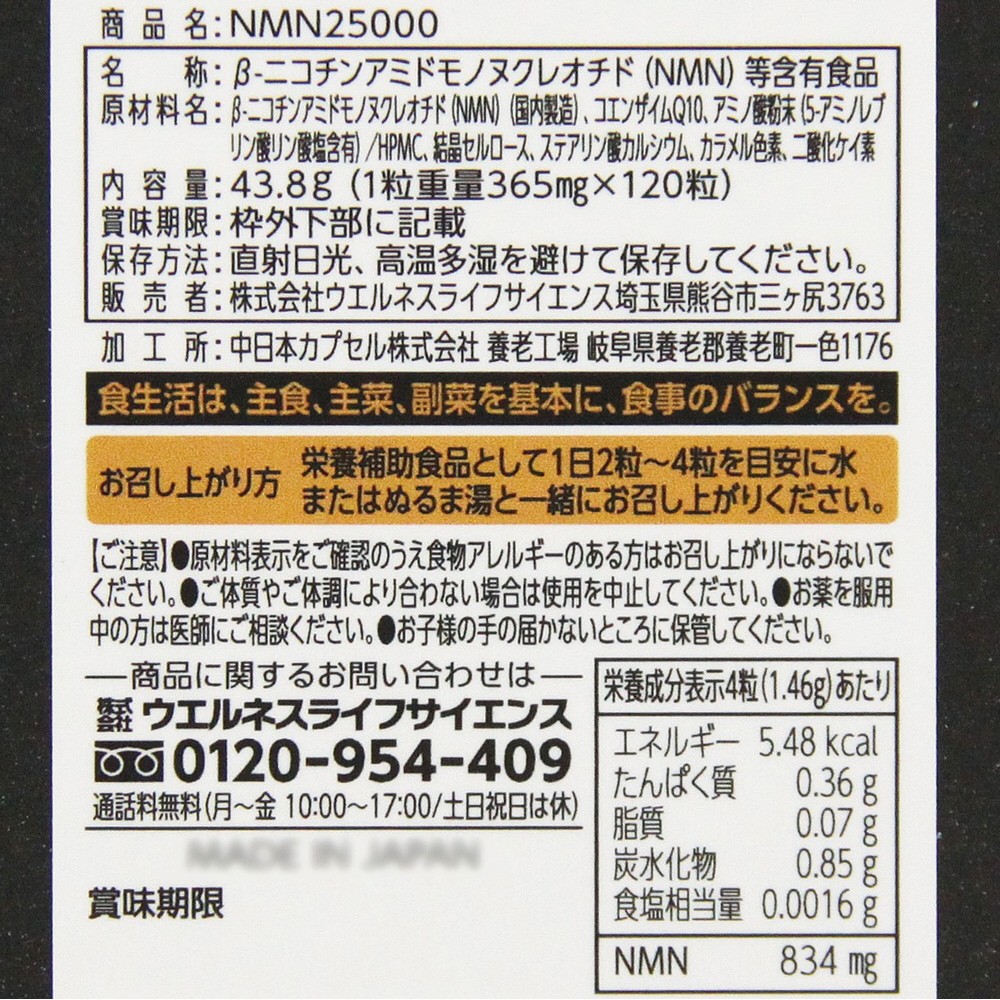 商品名:NMN25000
名称:β-ニコチンアミドモノヌクレオチド(NMN)等含有食品
原材料名:β-ニコチンアミドモノヌクレオチド(NMN)(国内製造)、コエンザイムQ10、アミノ酸粉末(5-アミノレブ
リン酸リン酸塩含有)/HPMC、結晶セルロース、ステアリン酸カルシウム、カラメル色素、二酸化ケイ素
内容量:43.8g(1粒重量365mg×120粒)
賞味期限:枠外下部に記載
保存方法:直射日光、高温多湿を避けて保存してください。
販売者:株式会社ウエルネスライフサイエンス埼玉県熊谷市三ヶ尻3763
加工所:中日本カプセル株式会社 養老工場 岐阜県養老郡養老町一色1176
食生活は、主食、主菜、副菜を基本に、食事のバランスを。
お召し上がり方 栄養補助食品として1日2粒~4粒を目安に水
またはぬるま湯と一緒にお召し上がりください。
【ご注意】●原材料表示をご確認のうえ食物アレルギーのある方はお召し上がりにならないで
ください。●ご体質やご体調により合わない場合は使用を中止してください。●お薬を服用
中の方は医師にご相談ください。●お子様の手の届かないところに保管してください。
商品に関するお問い合わせは
株式会社ウエルネスライフサイエンス
0120-954-409
通話料無料(月~金 10:00~17:00/土日祝日は休)
MADE IN JAPAN
賞味期限
栄養成分表示4粒(1.46g)あたり
エネルギー 5.48 kcal
たんぱく質 0.36 g
脂質 0.07 g
炭水化物 0.85 g
食塩相当量 0.0016 g
NMN 834 mg